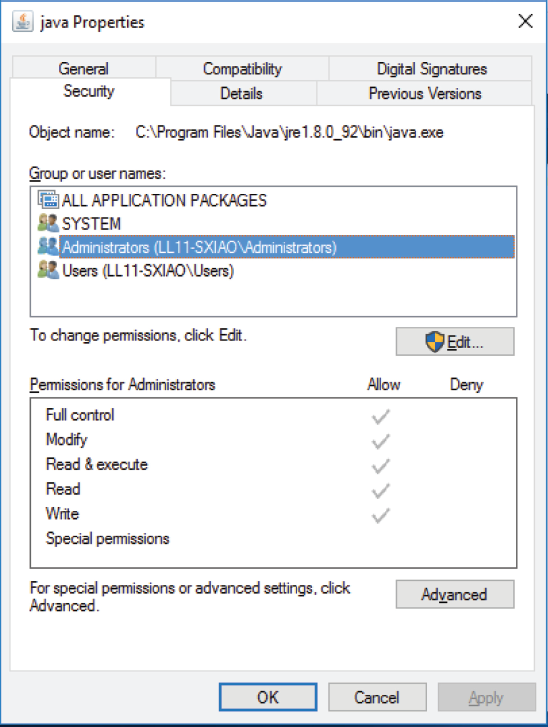 java Properties
General Compatibility Digital Signatures
Security Details Previous Versions
Object name: C:\Program Files\Java\jre1.8.0_92\bin\java.exe
Group or user names:
ALL APPLICATION PACKAGES
SYSTEM
Administrators (LL11-SXIAO\Administrators)
Users (LL11-SXIAO\Users)
To change permissions, click Edit.
Edit...
Permissions for Administrators Allow Deny
Full control
Modify
Read & execute
Read
Write
Special permissions
For special permissions or advanced settings, click
Advanced.
Advanced
OK Cancel Apply